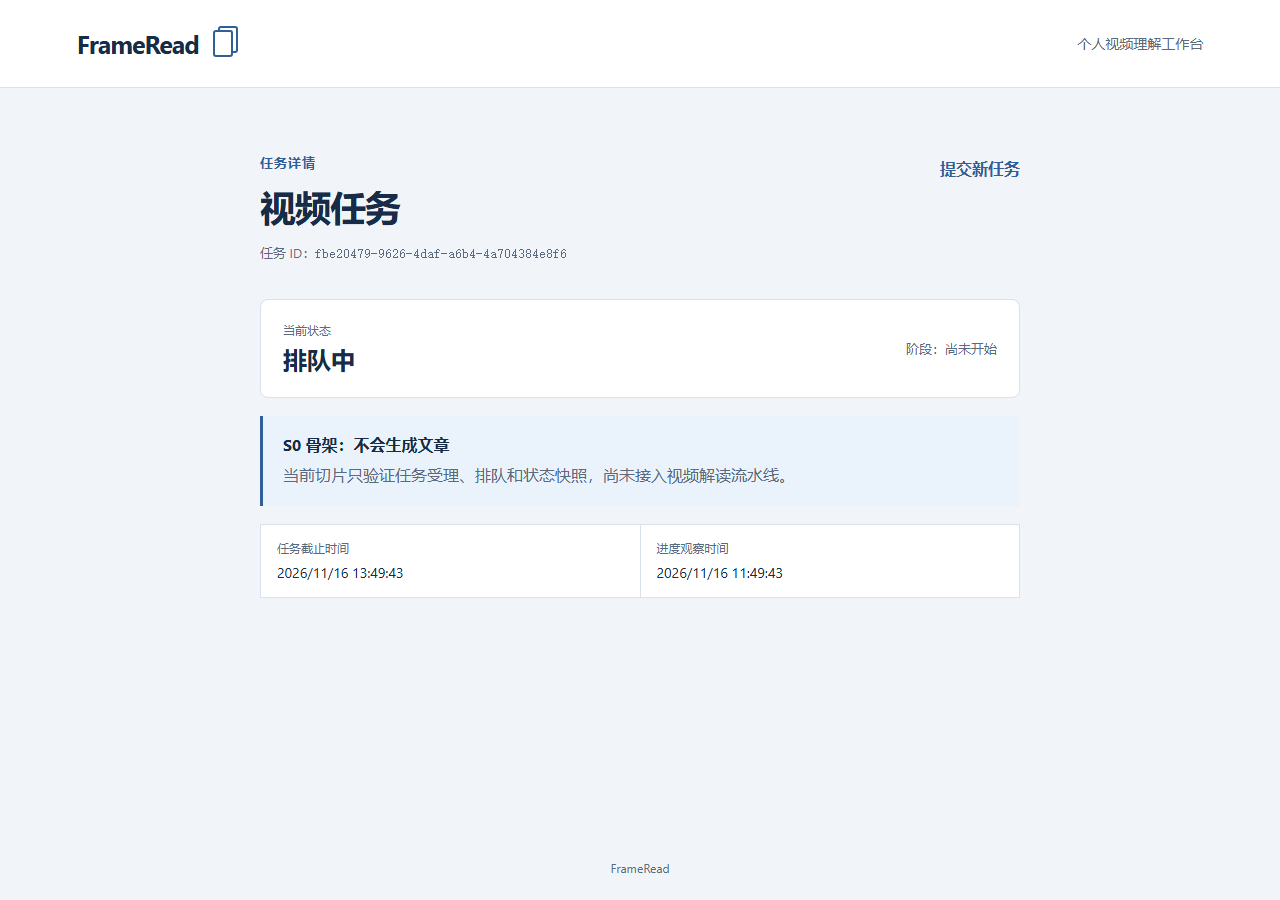 FrameRead
个人视频理解工作台
任务详情
提交新任务
视频任务
任务 ID：fbe20479-9626-4daf-a6b4-4a704384e8f6
当前状态
排队中
阶段：尚未开始
S0 骨架：不会生成文章
当前切片只验证任务受理、排队和状态快照，尚未接入视频解读流水线。
任务截止时间
2026/11/16 13:49:43
进度观察时间
2026/11/16 11:49:43
FrameRead